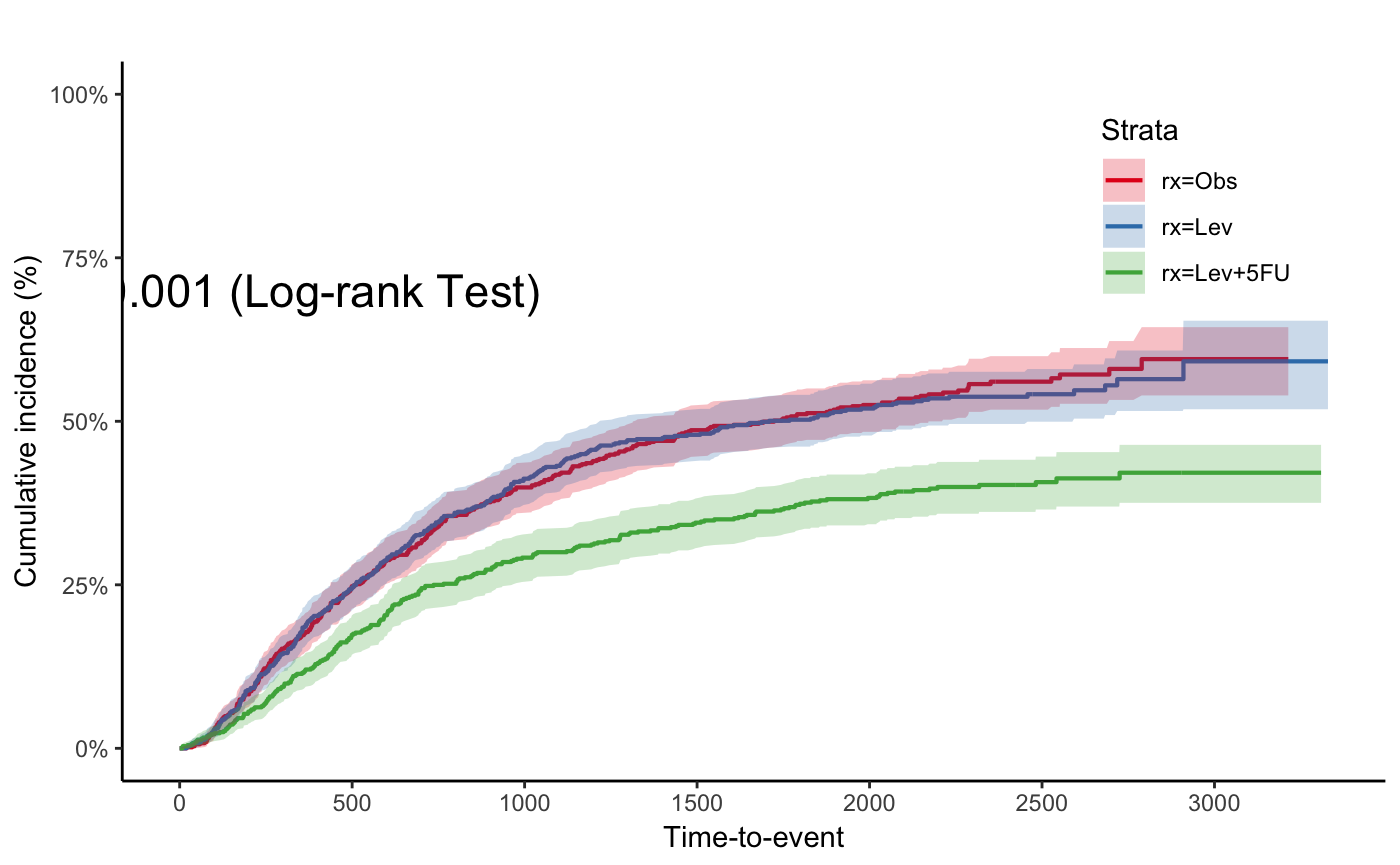 100%
75%
50%
25%
0%
Cumulative incidence (%)
.001 (Log-rank Test)
Strata
rx=Obs
rx=Lev
rx=Lev+5FU
0 500 1000 1500 2000 2500 3000
Time-to-event